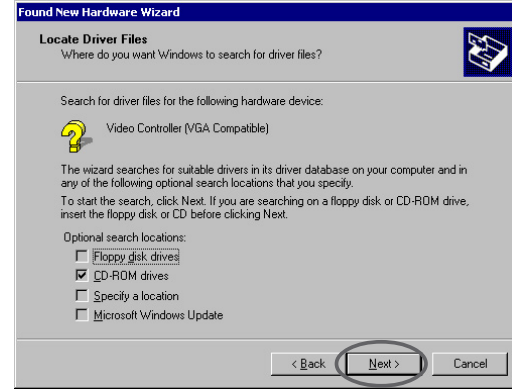 Found New Hardware Wizard
Locate Driver Files
Where do you want Windows to search for driver files?
Search for driver files for the following hardware device:
Video Controller (VGA Compatible)
The wizard searches for suitable drivers in its driver database on your computer and in
any of the following optional search locations that you specify.
To start the search, click Next. If you are searching on a floppy disk or CD-ROM drive,
insert the floppy disk or CD before clicking Next.
Optional search locations:
Floppy disk drives
CD-ROM drives
Specify a location
Microsoft Windows Update
< Back Next > Cancel